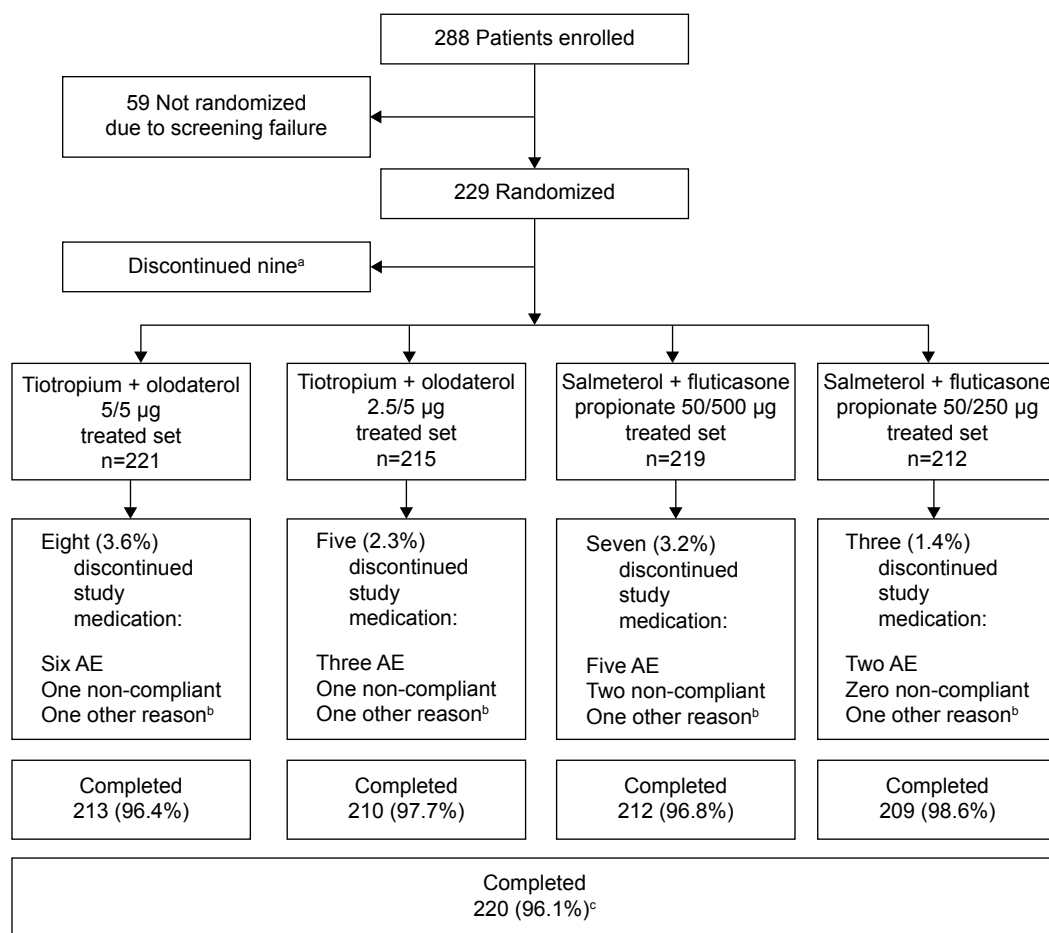 288 Patients enrolled
59 Not randomized
due to screening failure
229 Randomized
Discontinued nineᵃ
Tiotropium + olodaterol
5/5 µg
treated set
n=221
Tiotropium + olodaterol
2.5/5 µg
treated set
n=215
Salmeterol + fluticasone
propionate 50/500 µg
treated set
n=219
Salmeterol + fluticasone
propionate 50/250 µg
treated set
n=212
Eight (3.6%)
discontinued
study
medication:
Six AE
One non-compliant
One other reasonᵇ
Five (2.3%)
discontinued
study
medication:
Three AE
One non-compliant
One other reasonᵇ
Seven (3.2%)
discontinued
study
medication:
Five AE
Two non-compliant
One other reasonᵇ
Three (1.4%)
discontinued
study
medication:
Two AE
Zero non-compliant
One other reasonᵇ
Completed
213 (96.4%)
Completed
210 (97.7%)
Completed
212 (96.8%)
Completed
209 (98.6%)
Completed
220 (96.1%)ᶜ